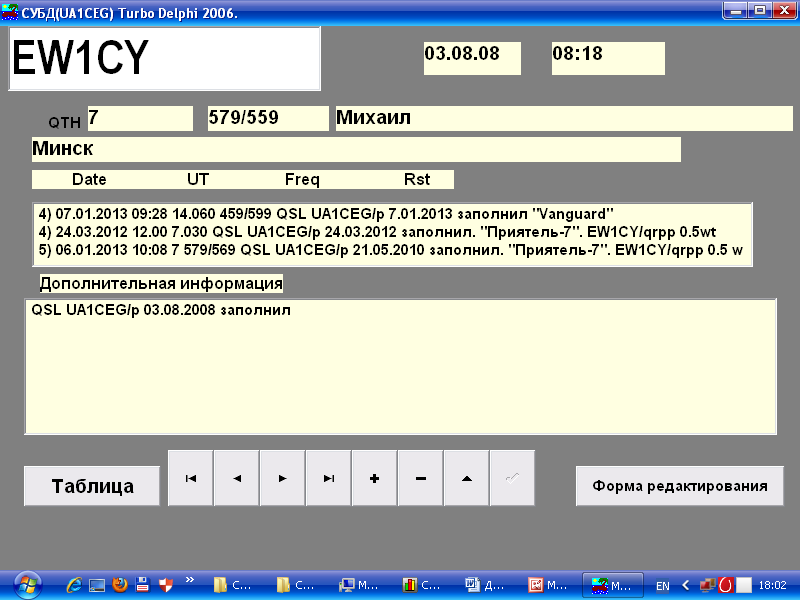 СУБД(UA1CEG) Turbo Delphi 2006.
EW1CY
03.08.08 08:18
QTH 7 579/559 Михаил
Минск
Date UT Freq Rst
4) 07.01.2013 09:28 14.060 459/599 QSL UA1CEG/p 7.01.2013 заполнил "Vanguard"
4) 24.03.2012 12.00 7.030 QSL UA1CEG/p 24.03.2012 заполнил. "Приятель-7". EW1CY/qrpp 0.5wt
5) 06.01.2013 10:08 7 579/569 QSL UA1CEG/p 21.05.2010 заполнил. "Приятель-7". EW1CY/qrpp 0.5 w
Дополнительная информация
QSL UA1CEG/p 03.08.2008 заполнил
Таблица
Форма редактирования
» С... С... М... С... Д... М... М... EN 18:02